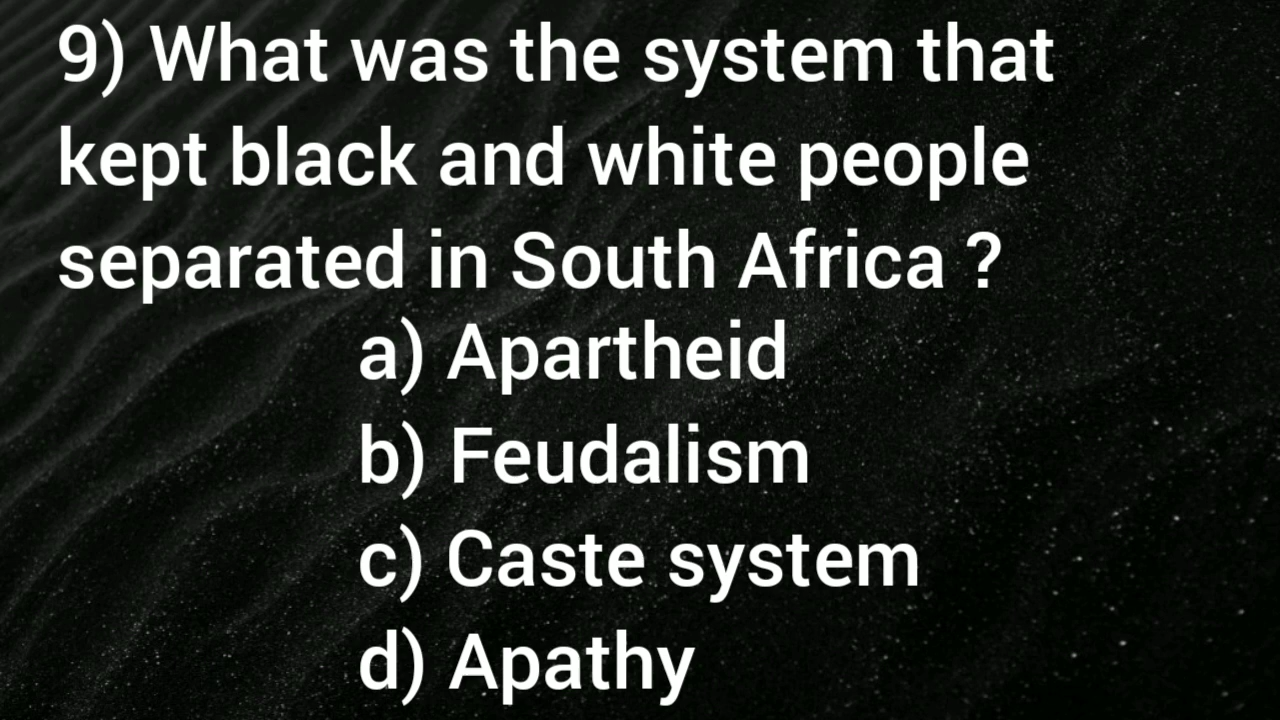 9) What was the system that
kept black and white people
separated in South Africa ?
a) Apartheid
b) Feudalism
c) Caste system
d) Apathy